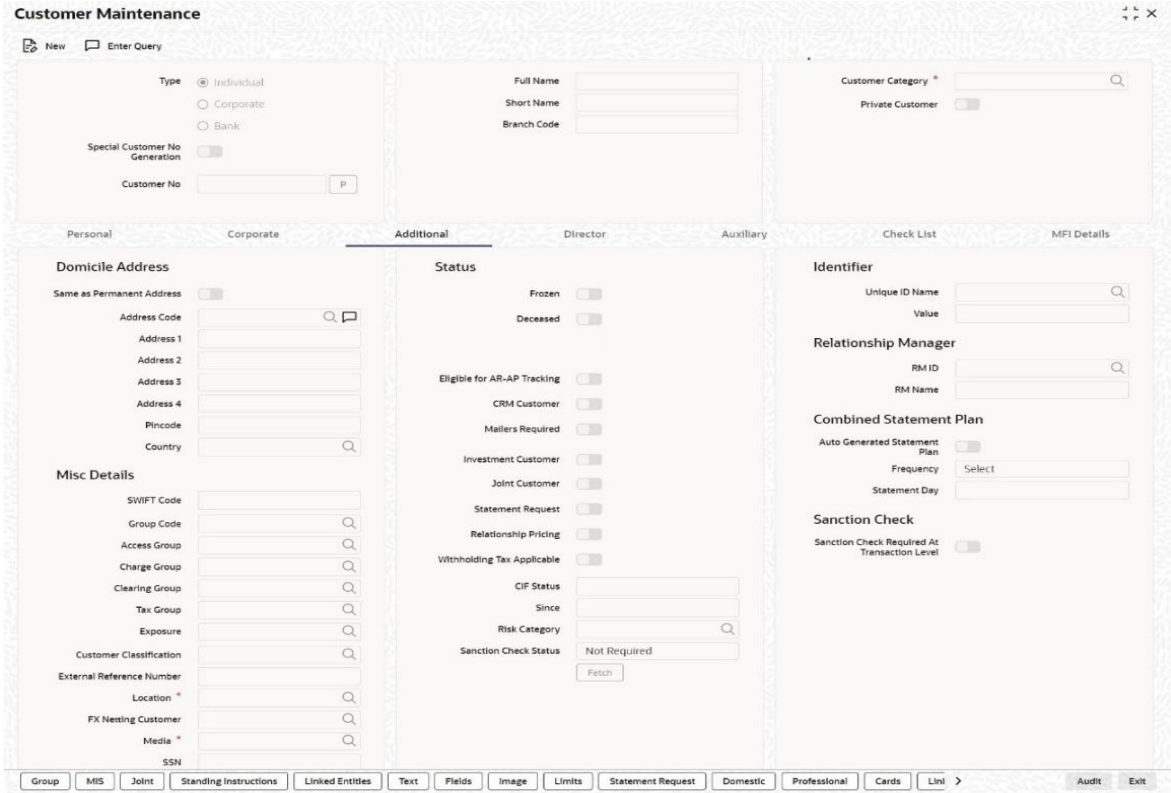 Customer Maintenance
New Enter Query
Type Individual
Corporate
Bank
Special Customer No
Generation
Customer No P
Full Name
Short Name
Branch Code
Customer Category *
Private Customer
Personal Corporate Additional Director Auxiliary Check List MFI Details
Domicile Address
Same as Permanent Address
Address Code
Address 1
Address 2
Address 3
Address 4
Pincode
Country
Misc Details
SWIFT Code
Group Code
Access Group
Charge Group
Clearing Group
Tax Group
Exposure
Customer Classification
External Reference Number
Location *
FX Netting Customer
Media *
SSN
Status
Frozen
Deceased
Eligible for AR-AP Tracking
CRM Customer
Mailers Required
Investment Customer
Joint Customer
Statement Request
Relationship Pricing
Withholding Tax Applicable
CIF Status
Since
Risk Category
Sanction Check Status Not Required
Fetch
Identifier
Unique ID Name
Value
Relationship Manager
RM ID
RM Name
Combined Statement Plan
Auto Generated Statement
Plan
Frequency Select
Statement Day
Sanction Check
Sanction Check Required At
Transaction Level
Group MIS Joint Standing Instructions Linked Entities Text Fields Image Limits Statement Request Domestic Professional Cards Audit Exit